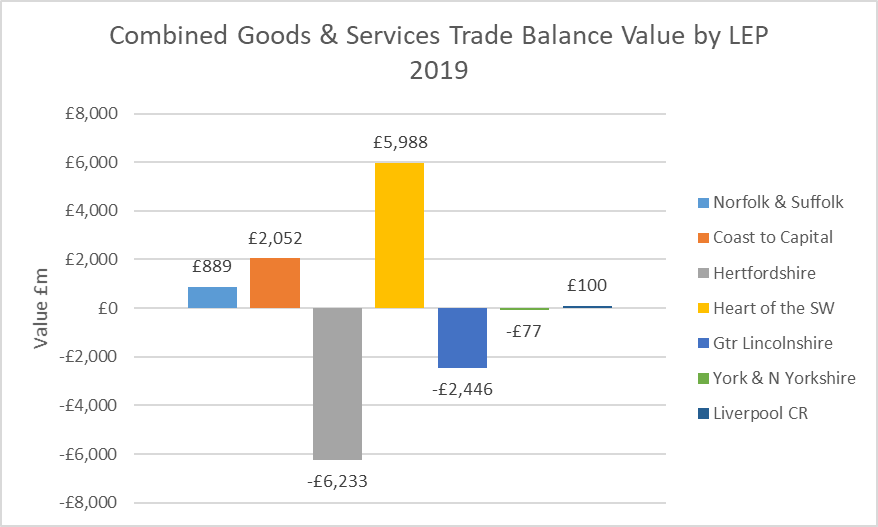 Combined Goods & Services Trade Balance Value by LEP
2019
Value £m
£8,000
£6,000
£4,000
£2,000
£0
-£2,000
-£4,000
-£6,000
-£8,000
£889
£2,052
-£6,233
£5,988
-£2,446
-£77
£100
Norfolk & Suffolk
Coast to Capital
Hertfordshire
Heart of the SW
Gtr Lincolnshire
York & N Yorkshire
Liverpool CR